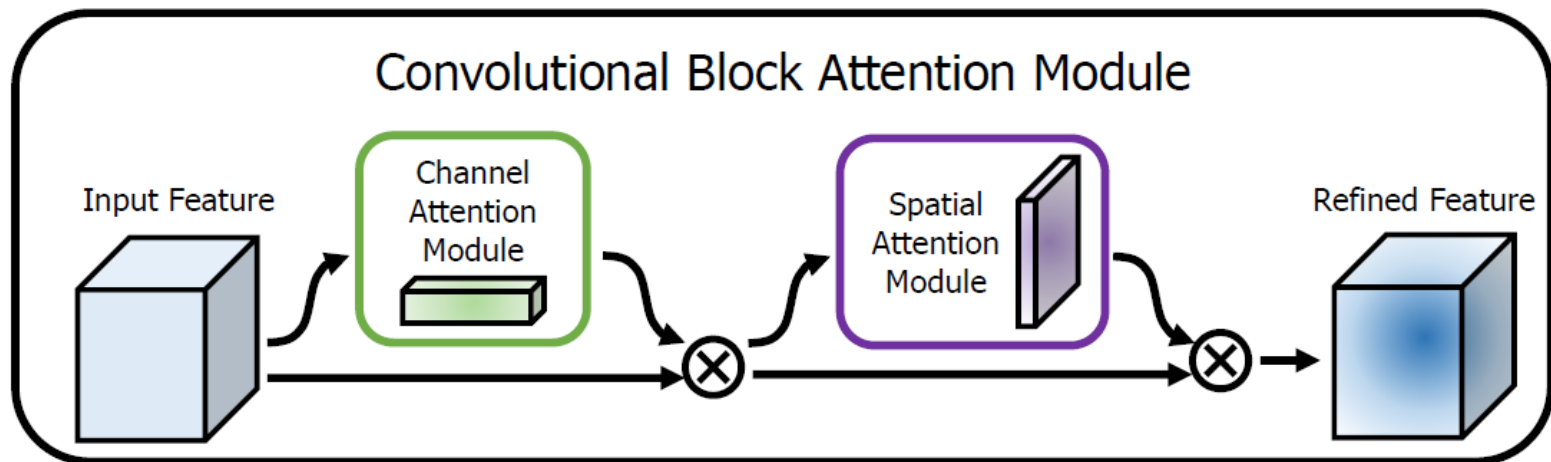 Convolutional Block Attention Module
Input Feature
Channel
Attention
Module
Spatial
Attention
Module
Refined Feature